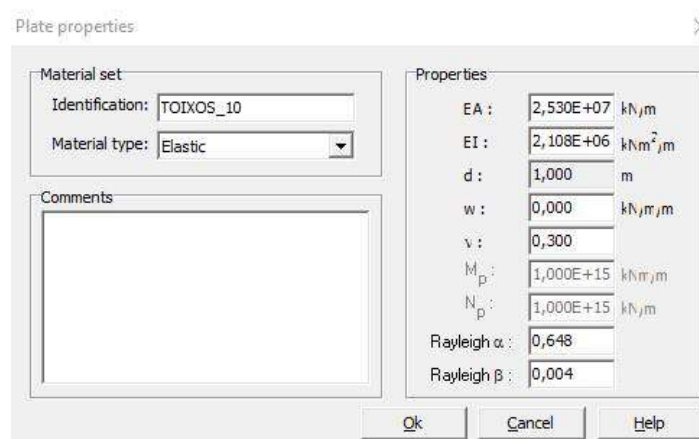 Plate properties
Material set
Identification: TOIXOS_10
Material type: Elastic
Comments
Properties
EA : 2,530E+07 kN/m
EI : 2,108E+06 kNm²/m
d : 1,000 m
w : 0,000 kN/m/m
ν : 0,300
Mp : 1,000E+15 kNm/m
Np : 1,000E+15 kN/m
Rayleigh α : 0,648
Rayleigh β : 0,004
Ok Cancel Help